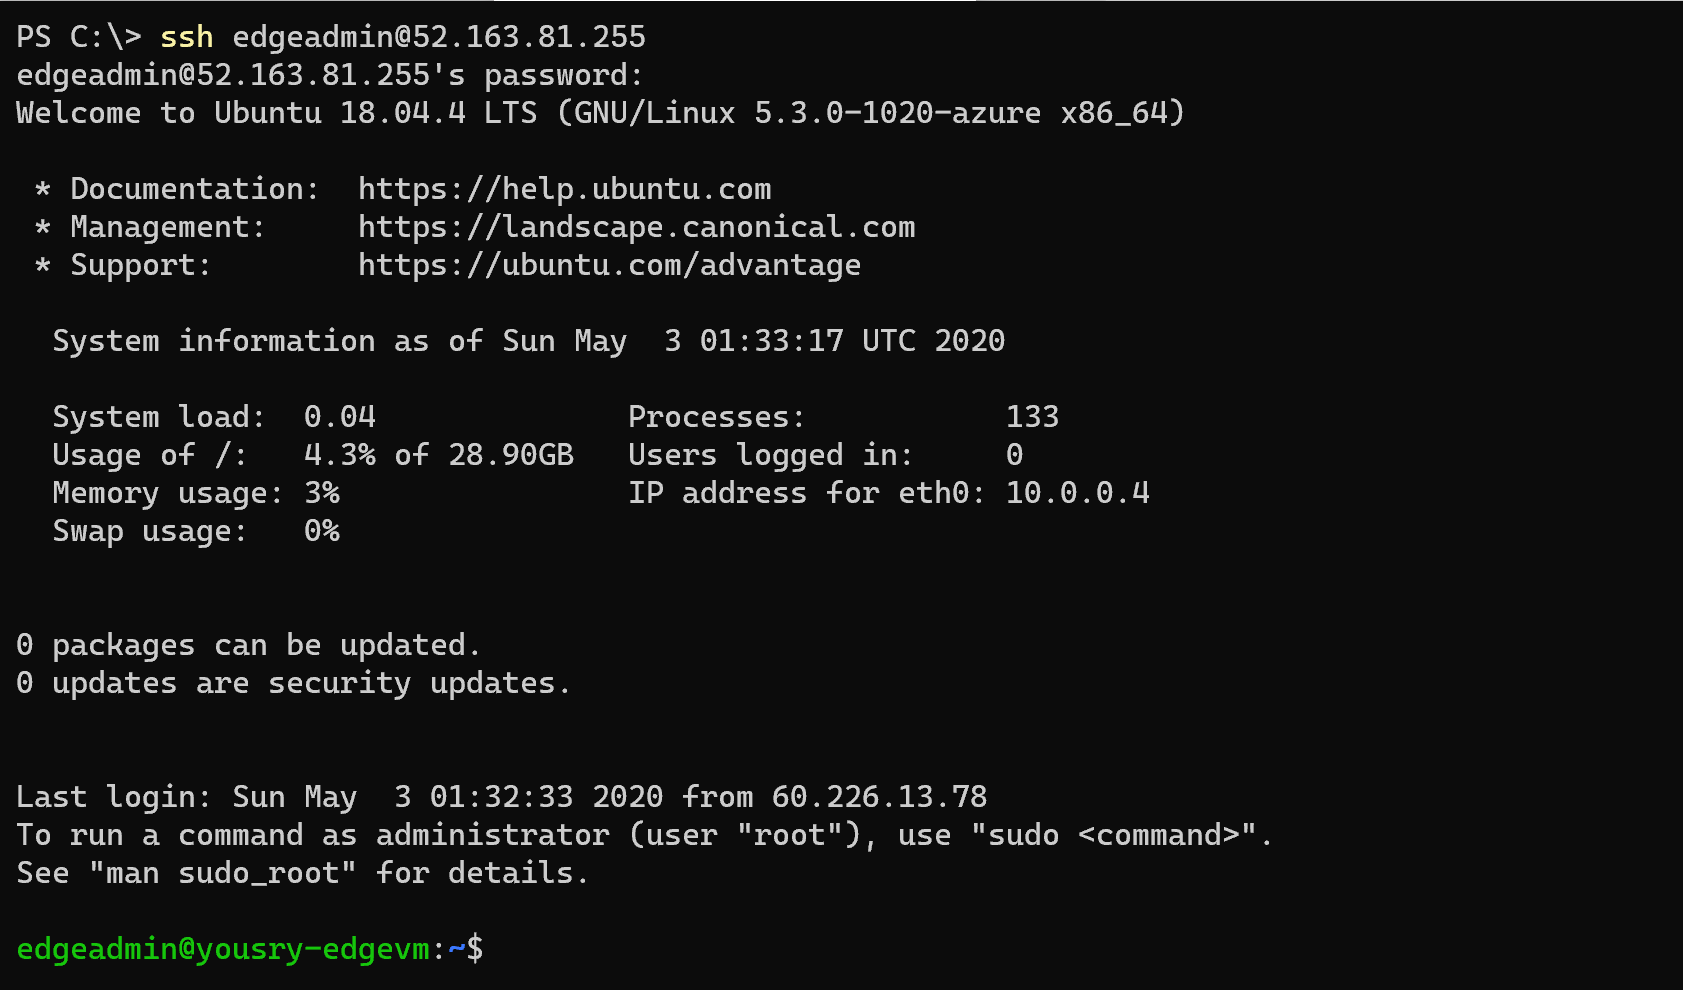 PS C:\> ssh edgeadmin@52.163.81.255
edgeadmin@52.163.81.255's password:
Welcome to Ubuntu 18.04.4 LTS (GNU/Linux 5.3.0-1020-azure x86_64)
* Documentation:  https://help.ubuntu.com
* Management:     https://landscape.canonical.com
* Support:        https://ubuntu.com/advantage
System information as of Sun May  3 01:33:17 UTC 2020
System load:  0.04              Processes:           133
Usage of /:   4.3% of 28.90GB   Users logged in:     0
Memory usage: 3%                IP address for eth0: 10.0.0.4
Swap usage:   0%
0 packages can be updated.
0 updates are security updates.
Last login: Sun May  3 01:32:33 2020 from 60.226.13.78
To run a command as administrator (user "root"), use "sudo <command>".
See "man sudo_root" for details.
edgeadmin@yousry-edgevm:~$